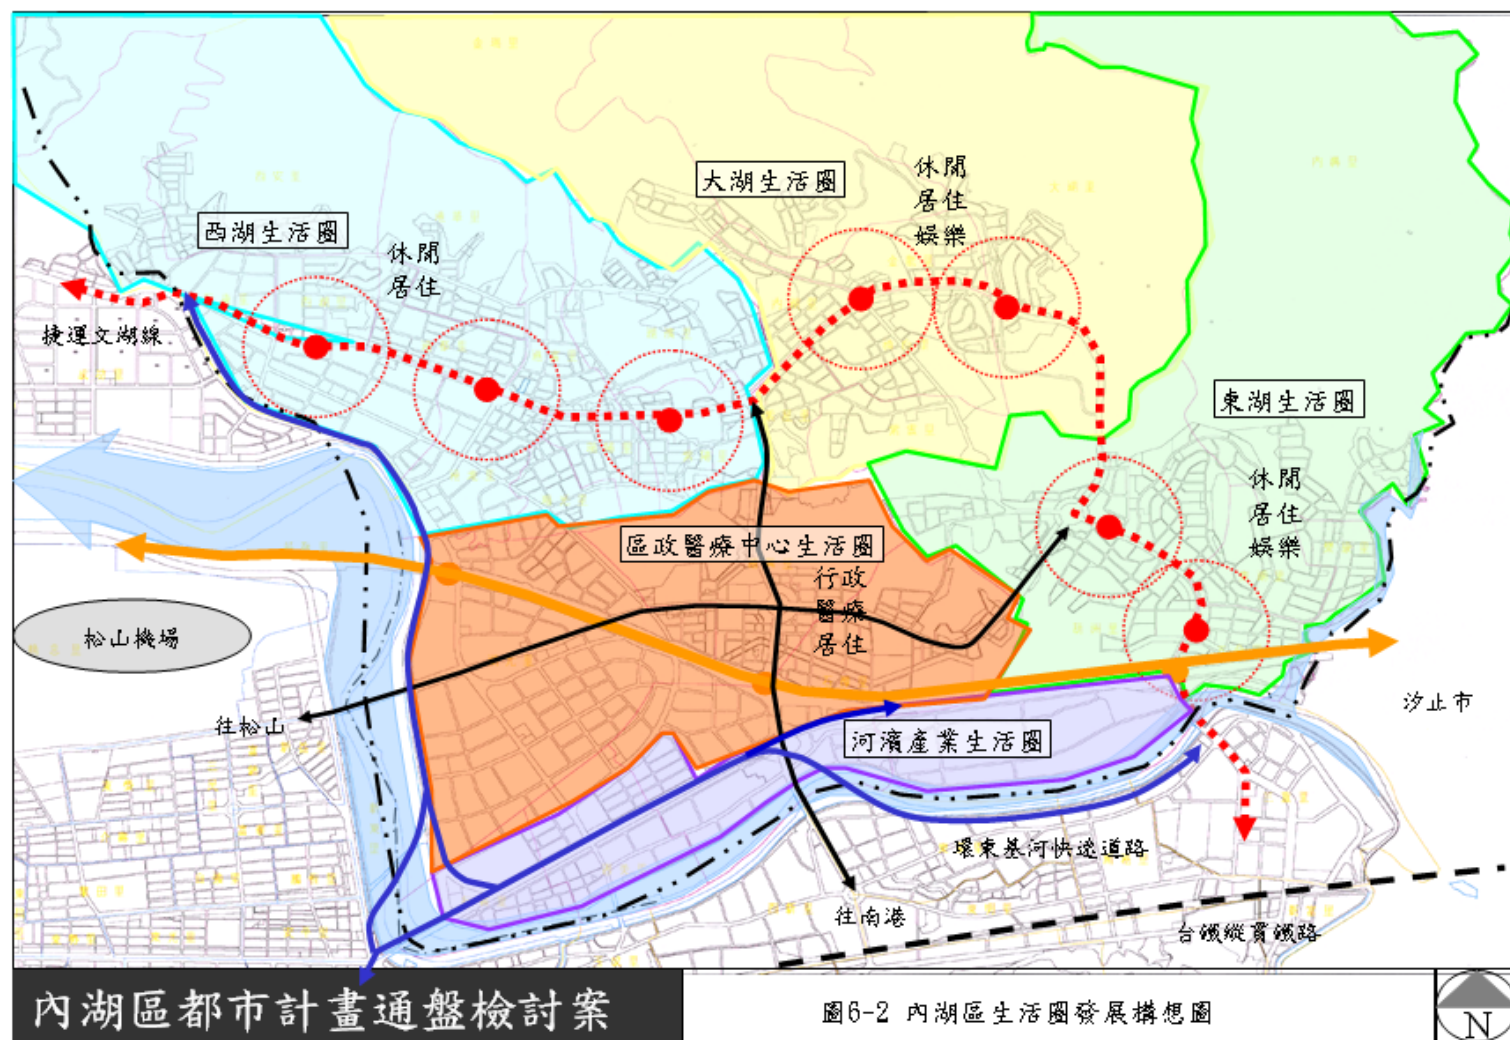 大湖生活圈
休閒
居住
娛樂
西湖生活圈
休閒
居住
捷運文湖線
東湖生活圈
休閒
居住
娛樂
區政醫療中心生活圈
行政
醫療
居住
松山機場
往松山
河濱產業生活圈
汐止市
環東基河快速道路
往南港
台鐵縱貫鐵路
內湖區都市計畫通盤檢討案
圖6-2 內湖區生活圈發展構想圖
N